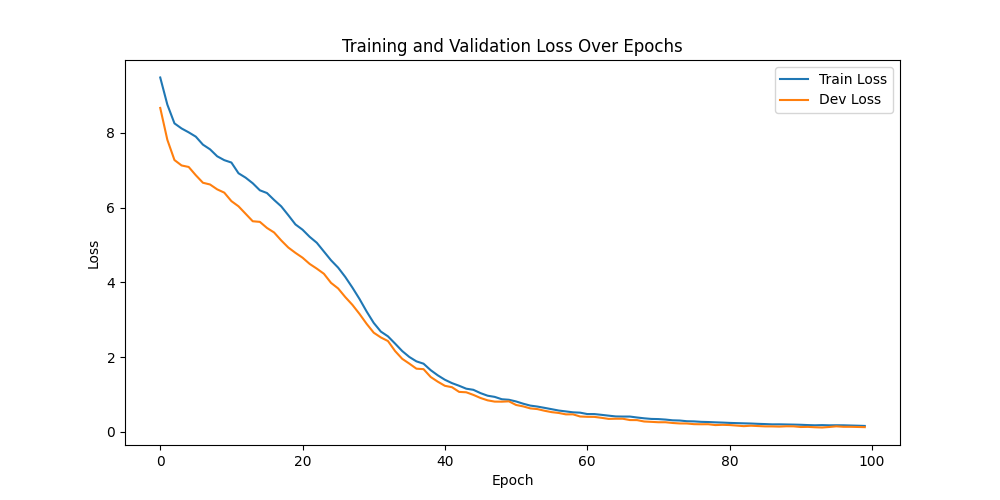 Training and Validation Loss Over Epochs
Train Loss
Dev Loss
8
6
4
2
0
Loss
0 20 40 60 80 100
Epoch